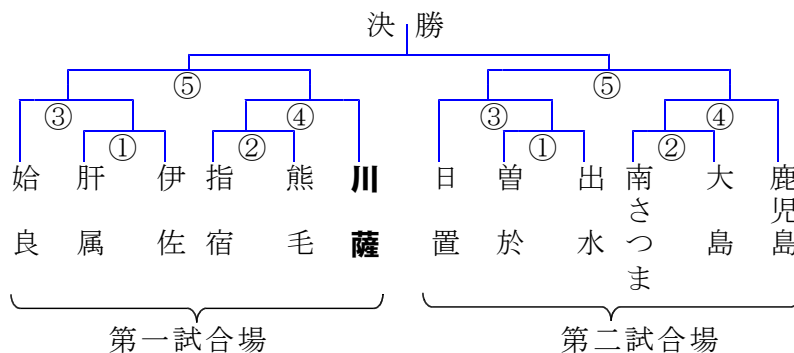 決勝
⑤ ⑤
③ ④ ③ ④
① ② ① ②
姶良 肝属 伊佐 指宿 熊毛 川薩 日置 曽於 出水 南さつま 大島 鹿児島
第一試合場 第二試合場